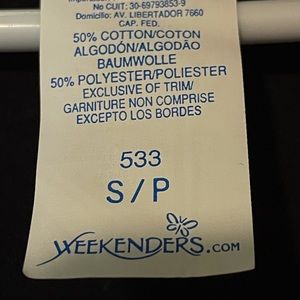 No CUIT: 30-69793853-9
Domicilio: AV. LIBERTADOR 7660
CAP. FED.
50% COTTON/COTON
ALGODÓN/ALGODÃO
BAUMWOLLE
50% POLYESTER/POLIESTER
EXCLUSIVE OF TRIM/
GARNITURE NON COMPRISE
EXCEPTO LOS BORDES
533
S/P
WEEKENDERS.COM